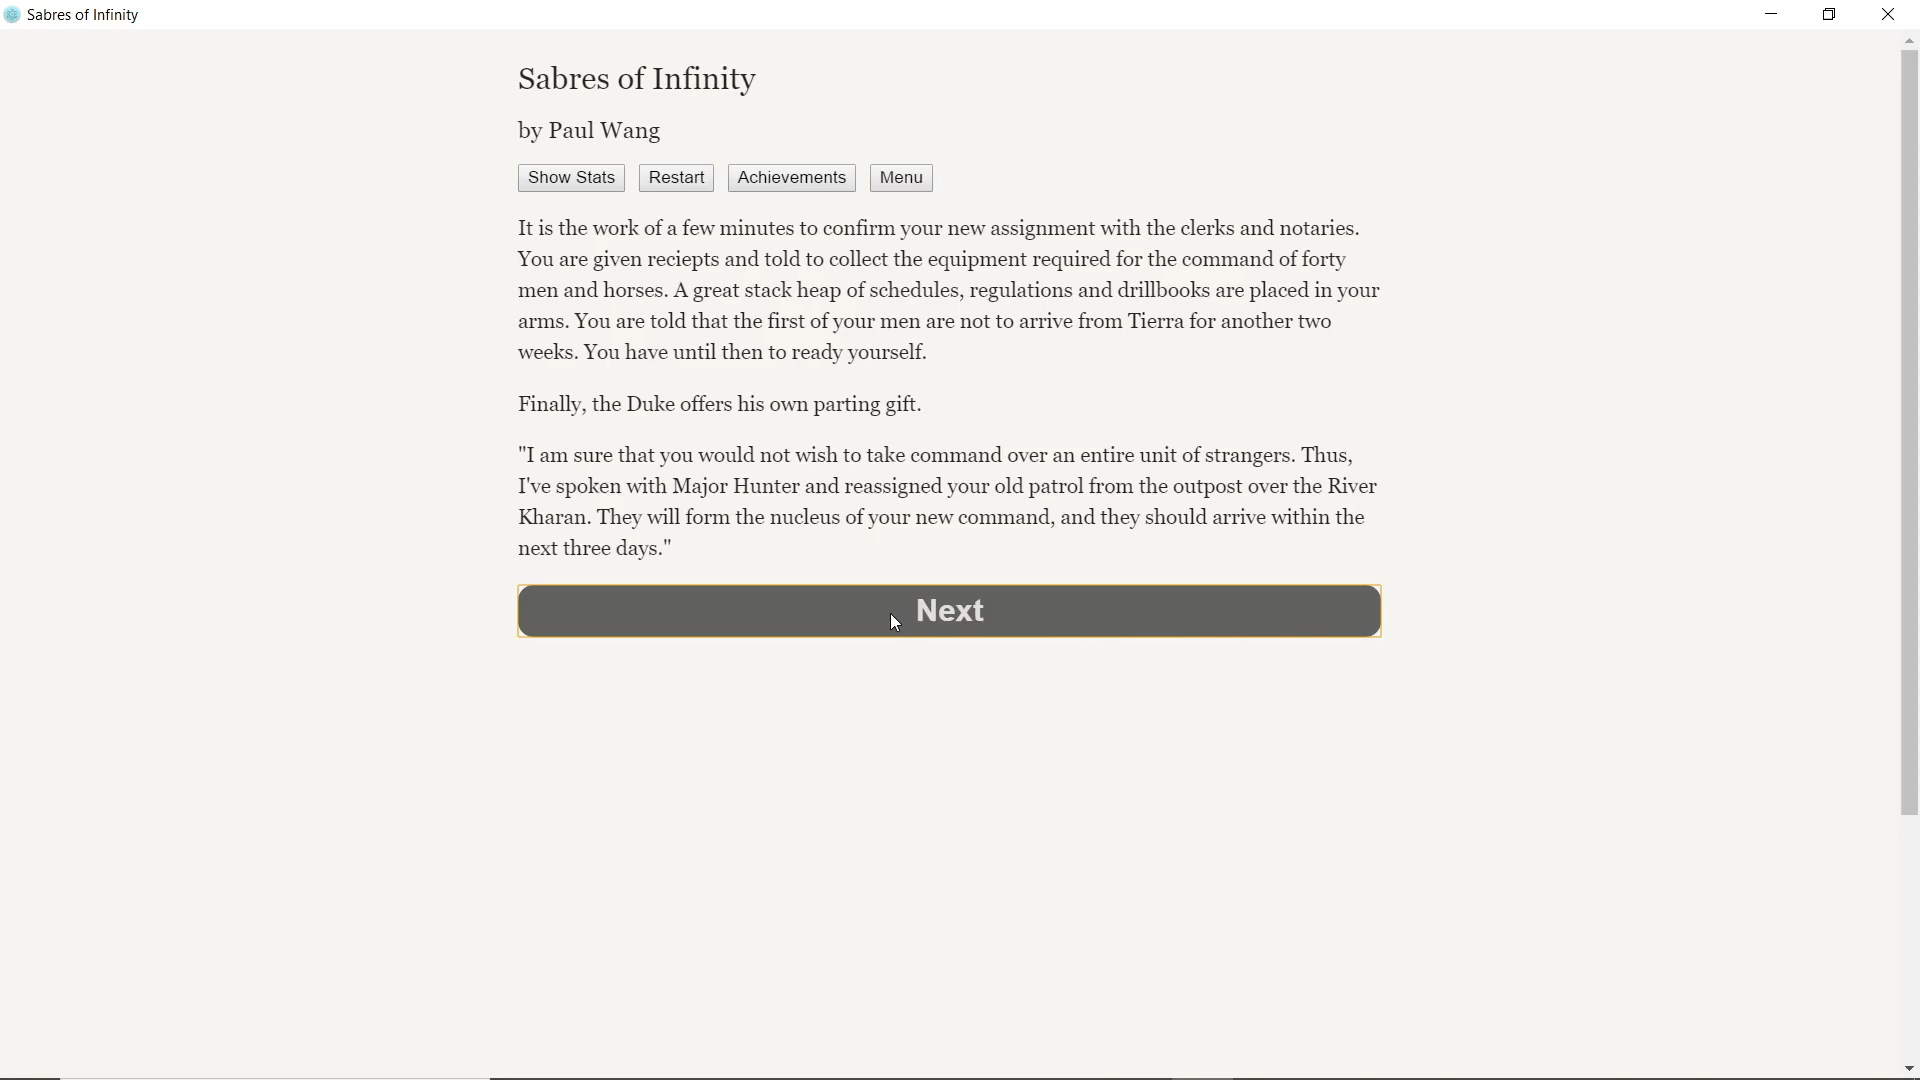 Sabres of Infinity
Sabres of Infinity
by Paul Wang
Show Stats Restart Achievements Menu
It is the work of a few minutes to confirm your new assignment with the clerks and notaries.
You are given reciepts and told to collect the equipment required for the command of forty
men and horses. A great stack heap of schedules, regulations and drillbooks are placed in your
arms. You are told that the first of your men are not to arrive from Tierra for another two
weeks. You have until then to ready yourself.
Finally, the Duke offers his own parting gift.
"I am sure that you would not wish to take command over an entire unit of strangers. Thus,
I've spoken with Major Hunter and reassigned your old patrol from the outpost over the River
Kharan. They will form the nucleus of your new command, and they should arrive within the
next three days."
Next